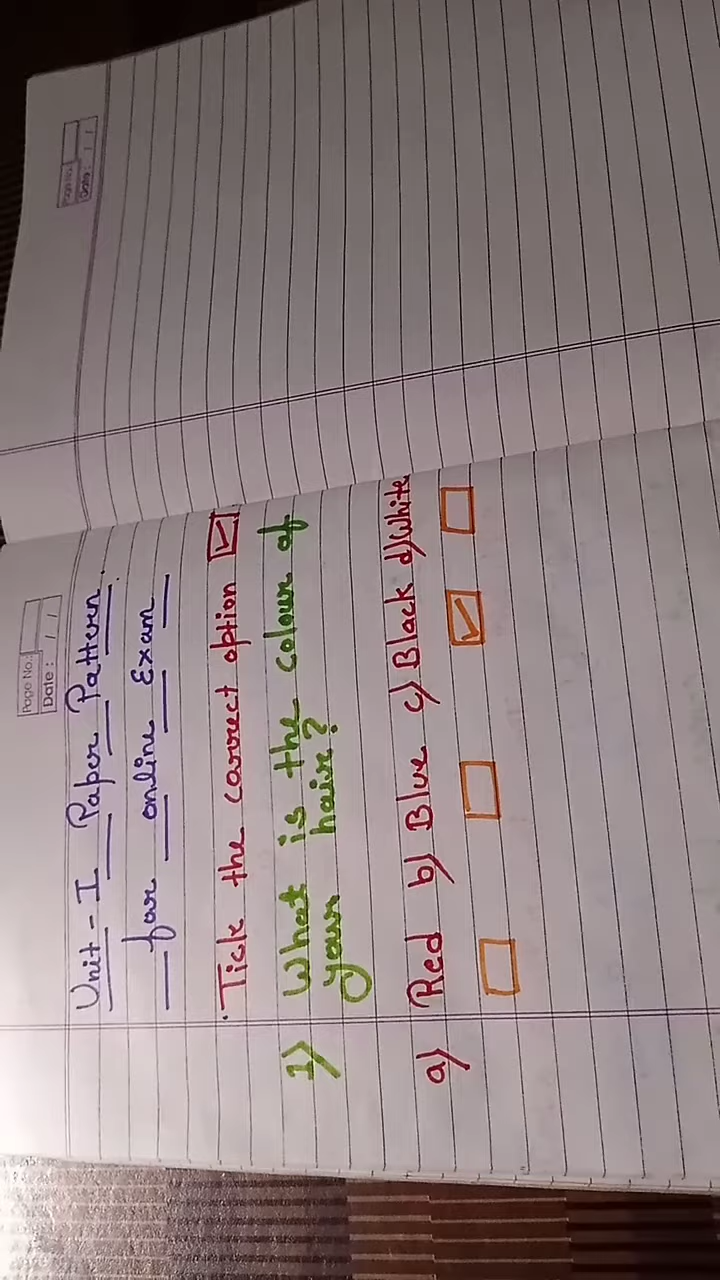 Page No.:
Date : / /
Unit - I Paper Pattern.
for online Exam
Tick the correct option ☑
1) What is the colour of
your hair?
a) Red b) Blue c) Black d) White
☐ ☐ ☑ ☐
Page No.
Date : / /